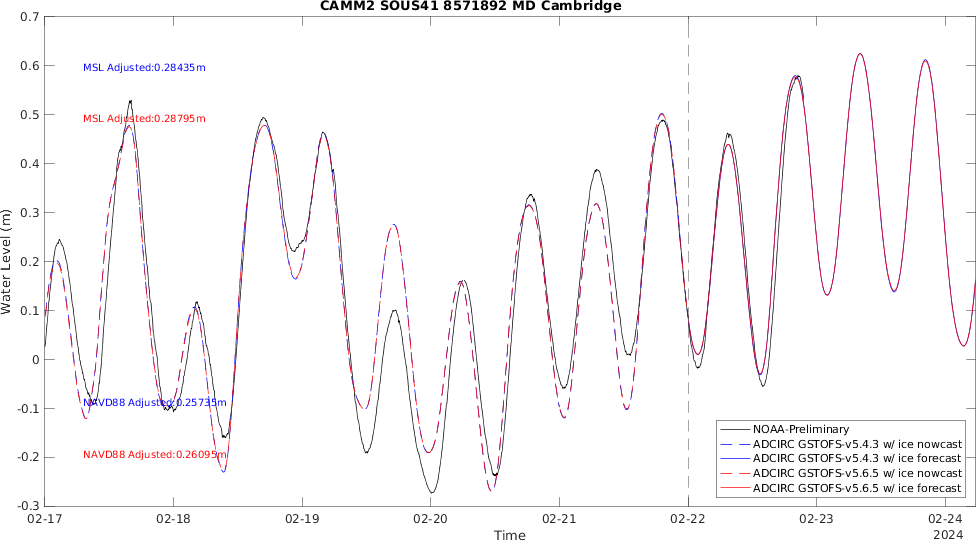 CAMM2 SOUS41 8571892 MD Cambridge
0.7
0.6
0.5
0.4
0.3
0.2
0.1
0
-0.1
-0.2
-0.3
Water Level (m)
MSL Adjusted:0.28435m
MSL Adjusted:0.28795m
NAVD88 Adjusted:0.25735m
NAVD88 Adjusted:0.26095m
NOAA-Preliminary
ADCIRC GSTOFS-v5.4.3 w/ ice nowcast
ADCIRC GSTOFS-v5.4.3 w/ ice forecast
ADCIRC GSTOFS-v5.6.5 w/ ice nowcast
ADCIRC GSTOFS-v5.6.5 w/ ice forecast
02-17 02-18 02-19 02-20 02-21 02-22 02-23 02-24
Time
2024